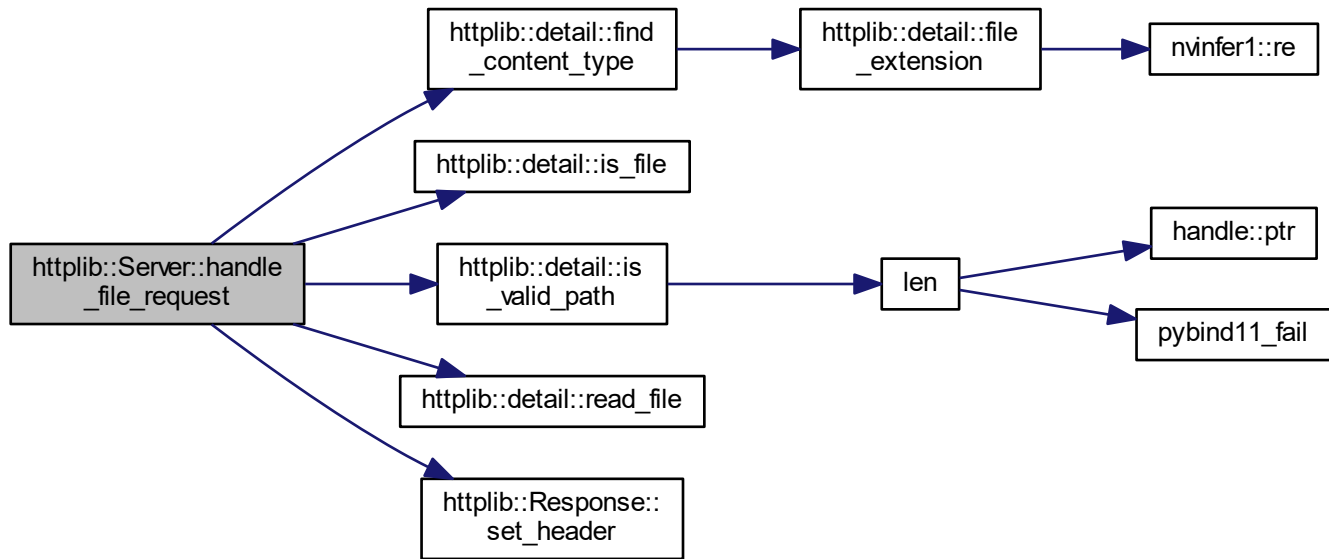 httplib::detail::find
_content_type
httplib::detail::file
_extension
nvinfer1::re
httplib::detail::is_file
httplib::Server::handle
_file_request
httplib::detail::is
_valid_path
len
handle::ptr
pybind11_fail
httplib::detail::read_file
httplib::Response::
set_header